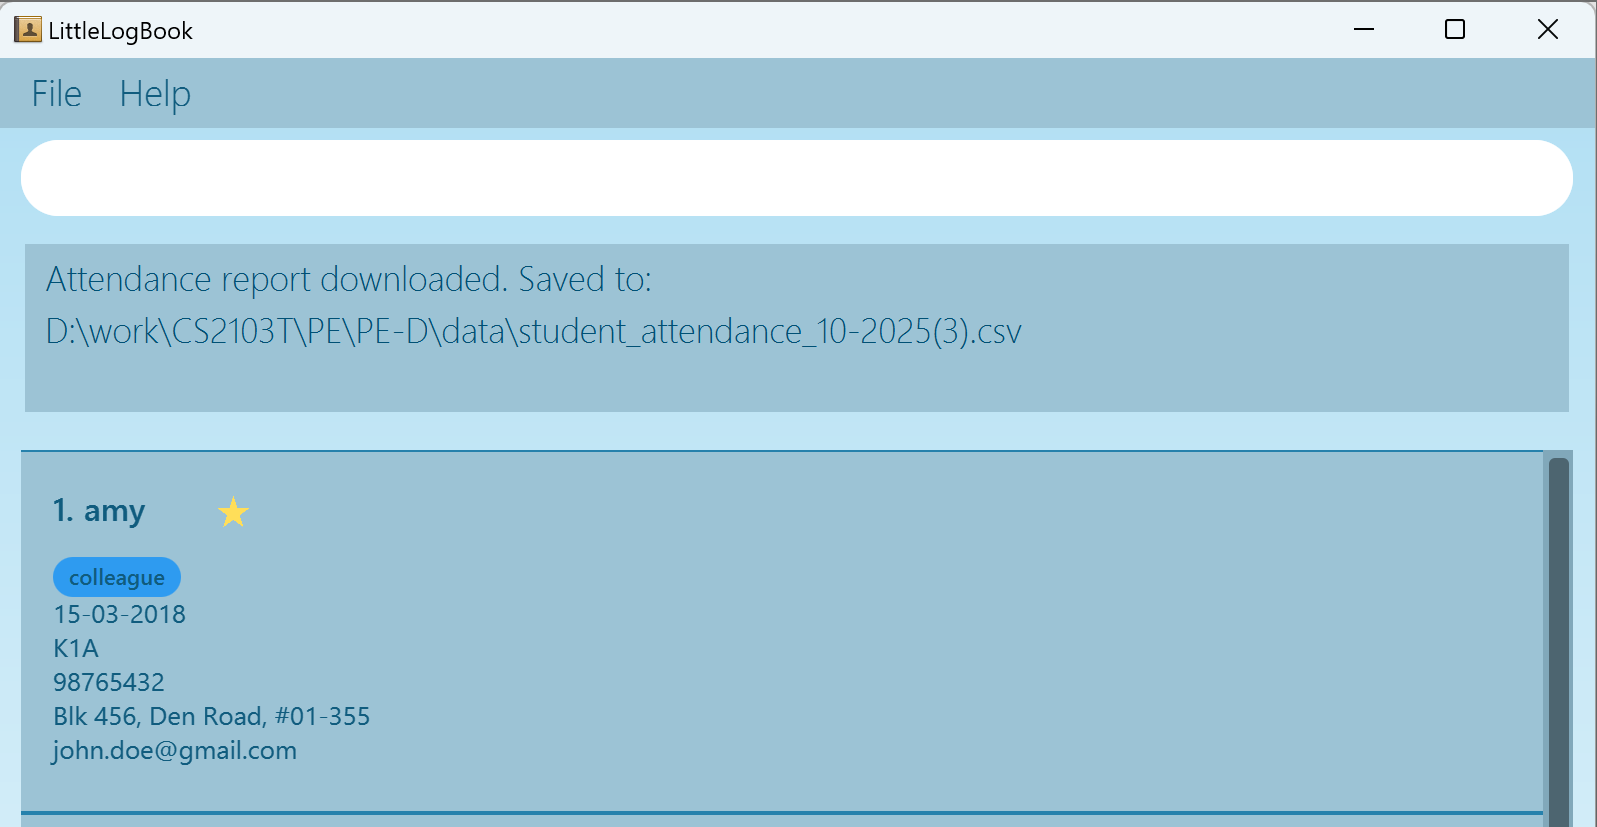 LittleLogBook
File Help
Attendance report downloaded. Saved to:
D:\work\CS2103T\PE\PE-D\data\student_attendance_10-2025(3).csv
1. amy
colleague
15-03-2018
K1A
98765432
Blk 456, Den Road, #01-355
john.doe@gmail.com